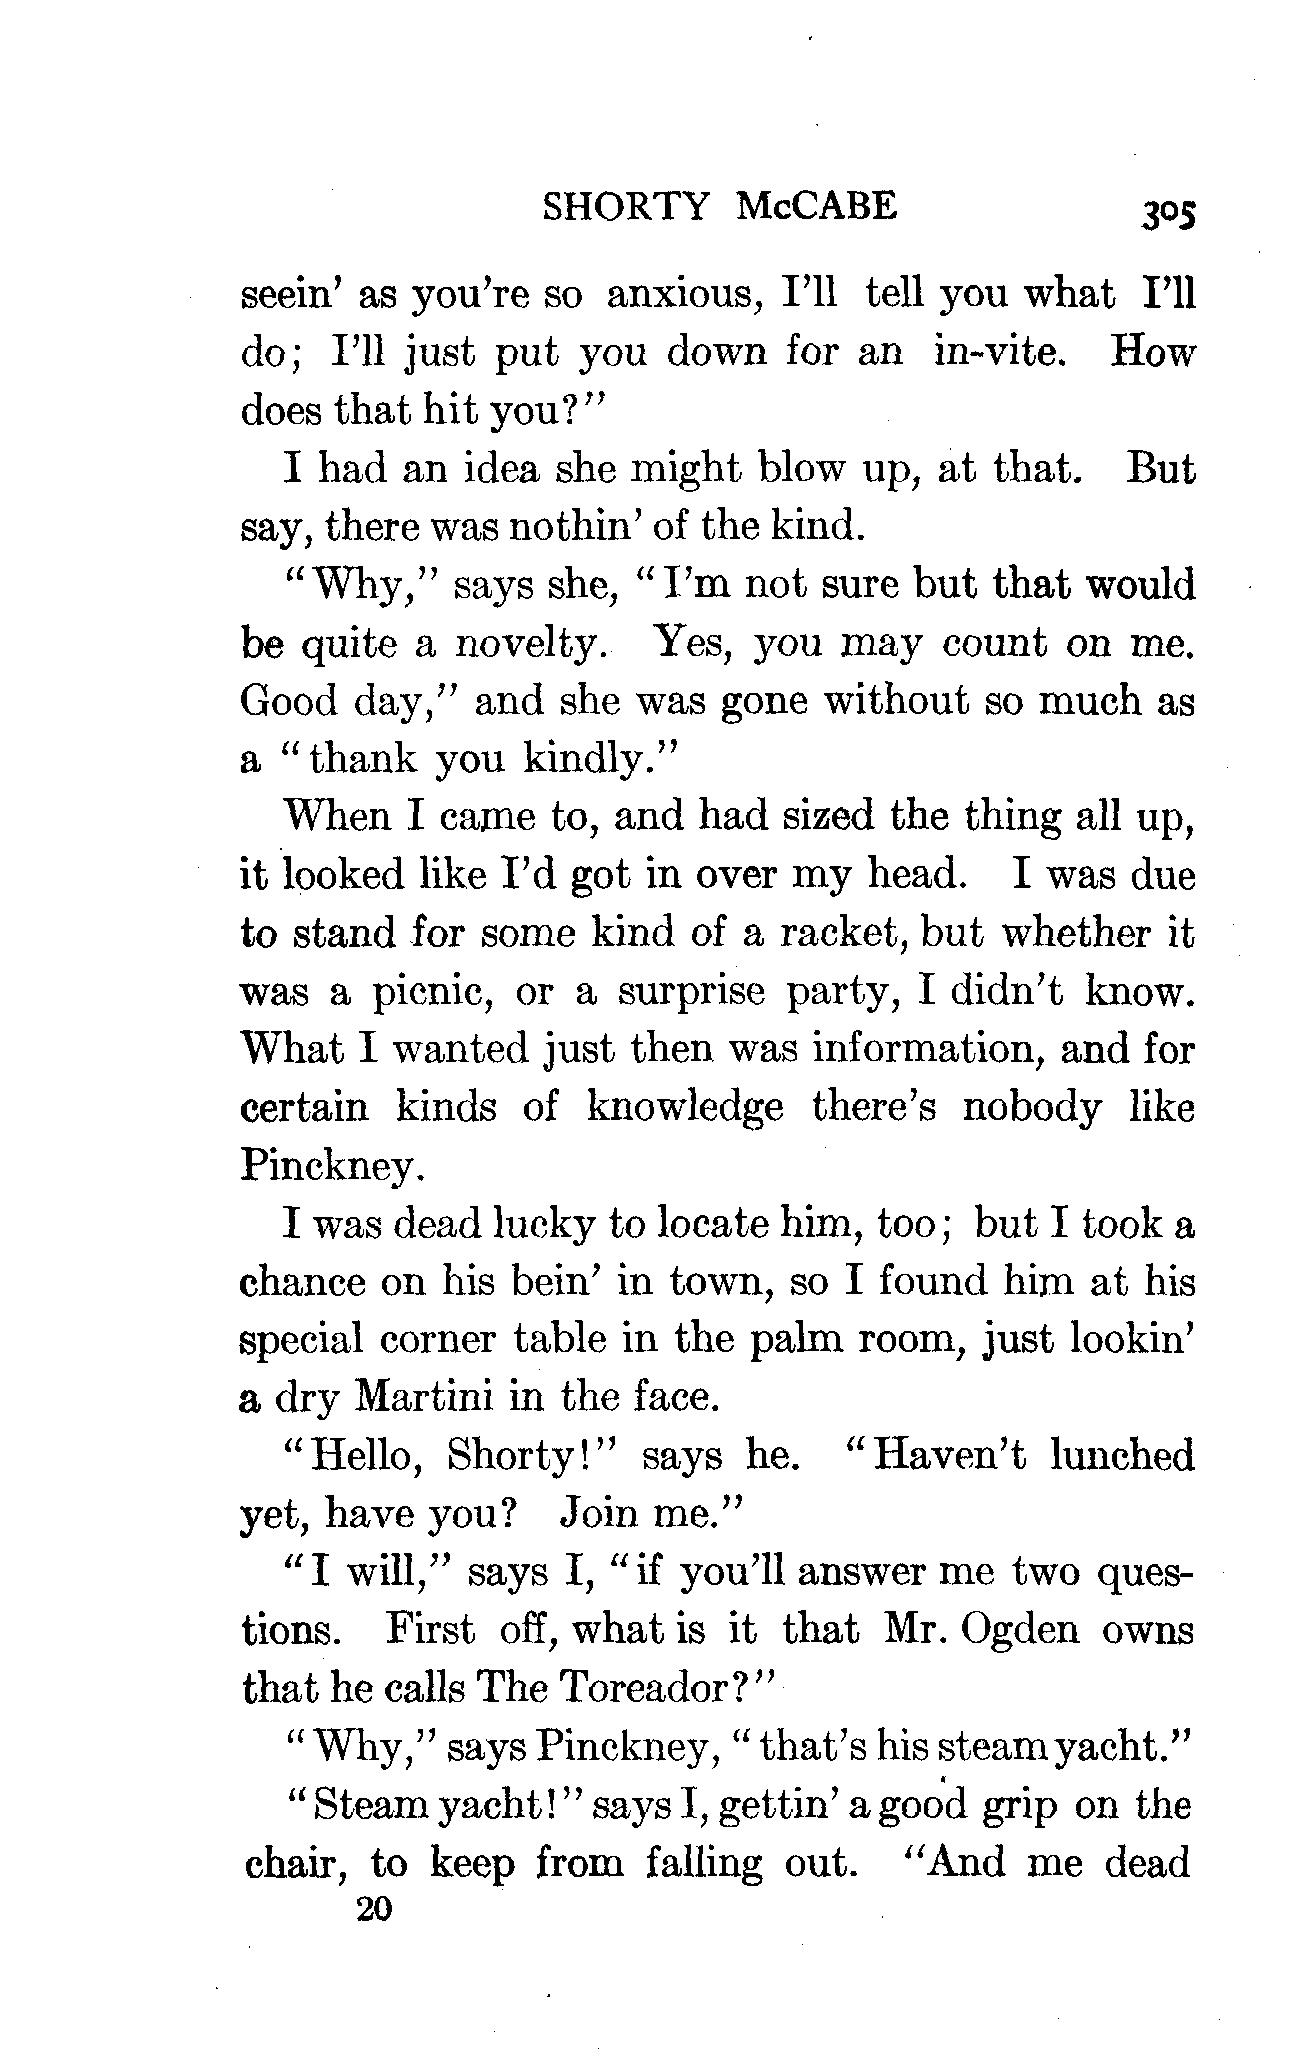 SHORTY McCABE 305
seein' as you're so anxious, I'll tell you what I'll
do; I'll just put you down for an in-vite. How
does that hit you?"
I had an idea she might blow up, at that. But
say, there was nothin' of the kind.
"Why," says she, "I'm not sure but that would
be quite a novelty. Yes, you may count on me.
Good day," and she was gone without so much as
a "thank you kindly."
When I came to, and had sized the thing all up,
it looked like I'd got in over my head. I was due
to stand for some kind of a racket, but whether it
was a picnic, or a surprise party, I didn't know.
What I wanted just then was information, and for
certain kinds of knowledge there's nobody like
Pinckney.
I was dead lucky to locate him, too; but I took a
chance on his bein' in town, so I found him at his
special corner table in the palm room, just lookin'
a dry Martini in the face.
"Hello, Shorty!" says he. "Haven't lunched
yet, have you? Join me."
"I will," says I, "if you'll answer me two ques-
tions. First off, what is it that Mr. Ogden owns
that he calls The Toreador?"
"Why," says Pinckney, "that's his steam yacht."
"Steam yacht!" says I, gettin' a good grip on the
chair, to keep from falling out. "And me dead
20